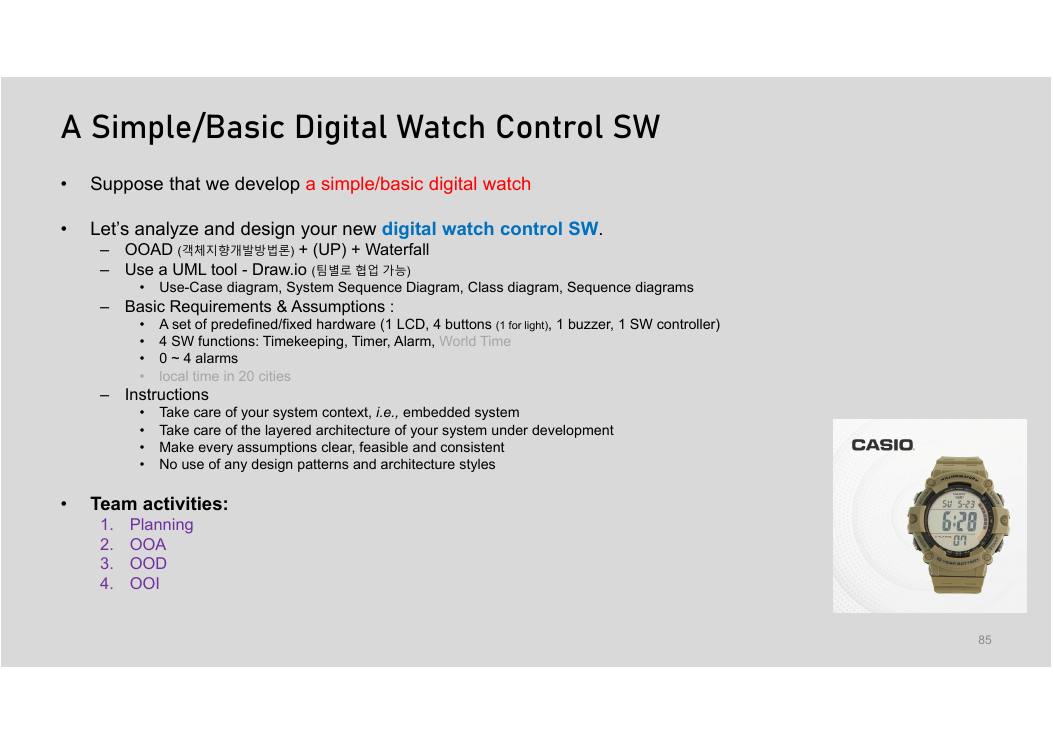 A Simple/Basic Digital Watch Control SW
• Suppose that we develop a simple/basic digital watch
• Let's analyze and design your new digital watch control SW.
– OOAD (객체지향개발방법론) + (UP) + Waterfall
– Use a UML tool - Draw.io (팀별로 협업 가능)
• Use-Case diagram, System Sequence Diagram, Class diagram, Sequence diagrams
– Basic Requirements & Assumptions :
• A set of predefined/fixed hardware (1 LCD, 4 buttons (1 for light), 1 buzzer, 1 SW controller)
• 4 SW functions: Timekeeping, Timer, Alarm, World Time
• 0 ~ 4 alarms
• local time in 20 cities
– Instructions
• Take care of your system context, i.e., embedded system
• Take care of the layered architecture of your system under development
• Make every assumptions clear, feasible and consistent
• No use of any design patterns and architecture styles
CASIO
SU 5-23
6:28
07
• Team activities:
1. Planning
2. OOA
3. OOD
4. OOI
85